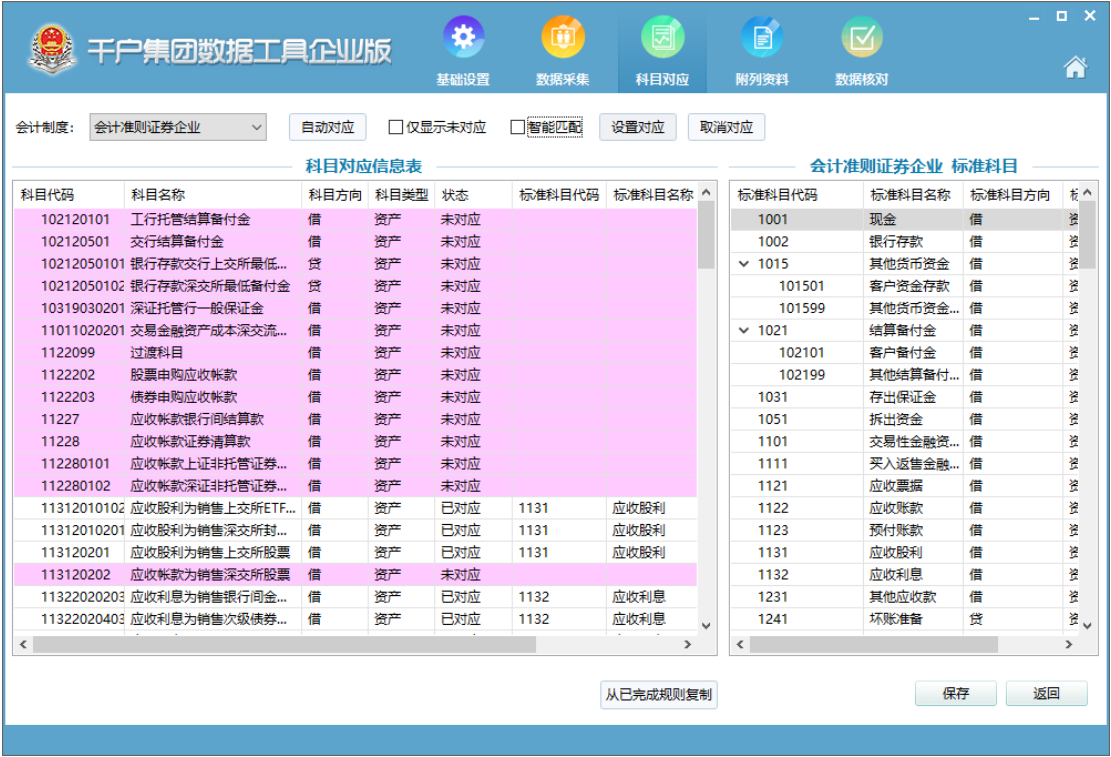 千户集团数据工具企业版
基础设置 数据采集 科目对应 附列资料 数据核对
会计制度： 会计准则证券企业 自动对应 仅显示未对应 智能匹配 设置对应 取消对应
科目对应信息表 会计准则证券企业 标准科目
科目代码 科目名称 科目方向 科目类型 状态 标准科目代码 标准科目名称 标准科目代码 标准科目名称 标准科目方向
102120101 工行托管结算备付金 借 资产 未对应 1001 现金 借
102120501 交行结算备付金 借 资产 未对应 1002 银行存款 借
10212050101 银行存款交行上交所最低... 贷 资产 未对应 1015 其他货币资金 借
10212050102 银行存款深交所最低备付金 贷 资产 未对应 101501 客户资金存款 借
10319030201 深证托管行一般保证金 借 资产 未对应 101599 其他货币资金... 借
11011020201 交易金融资产成本深交流... 借 资产 未对应 1021 结算备付金 借
1122099 过渡科目 借 资产 未对应 102101 客户备付金 借
1122202 股票申购应收帐款 借 资产 未对应 102199 其他结算备付... 借
1122203 债券申购应收帐款 借 资产 未对应 1031 存出保证金 借
11227 应收帐款银行间结算款 借 资产 未对应 1051 拆出资金 借
11228 应收帐款证券清算款 借 资产 未对应 1101 交易性金融资... 借
112280101 应收帐款上证非托管证券... 借 资产 未对应 1111 买入返售金融... 借
112280102 应收帐款深证非托管证券... 借 资产 未对应 1121 应收票据 借
11312010102 应收股利为销售上交所ETF... 借 资产 已对应 1131 应收股利 1122 应收账款 借
11312010201 应收股利为销售深交所封... 借 资产 已对应 1131 应收股利 1123 预付账款 借
113120201 应收股利为销售上交所股票 借 资产 已对应 1131 应收股利 1131 应收股利 借
113120202 应收帐款为销售深交所股票 借 资产 未对应 1132 应收利息 借
11322020203 应收利息为销售银行间金... 借 资产 已对应 1132 应收利息 1231 其他应收款 借
11322020403 应收利息为销售次级债券... 借 资产 已对应 1132 应收利息 1241 坏账准备 贷
从已完成规则复制 保存 返回